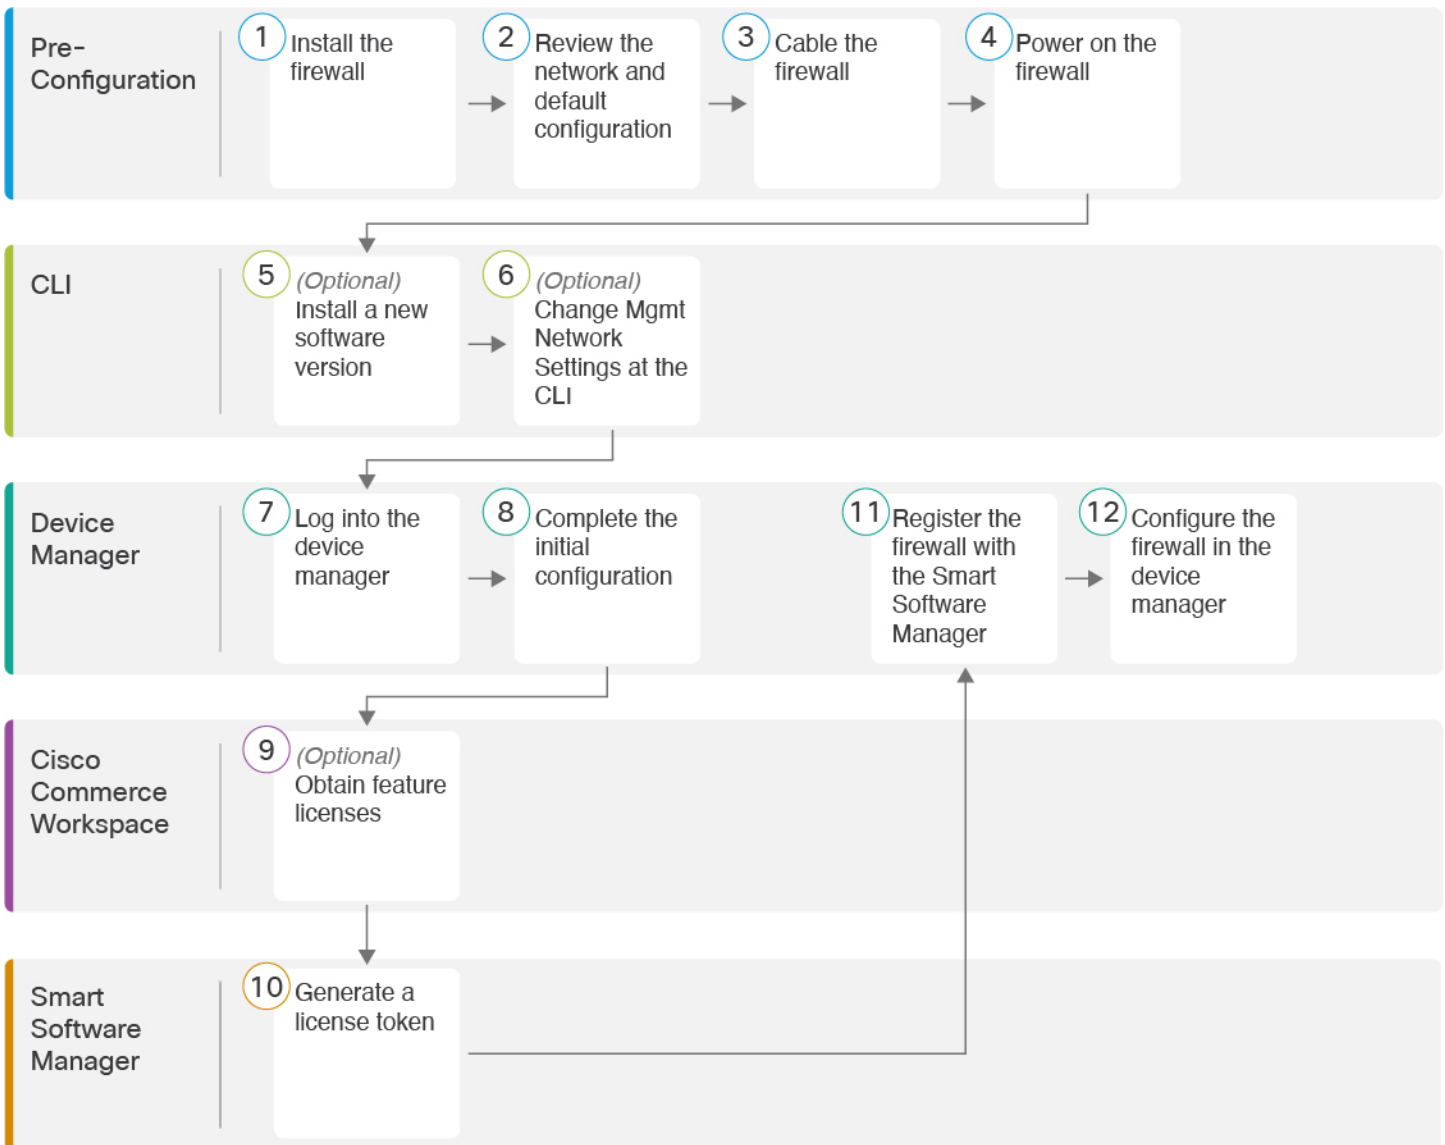 Pre-
Configuration
1
Install the
firewall
2
Review the
network and
default
configuration
3
Cable the
firewall
4
Power on the
firewall
CLI
5
(Optional)
Install a new
software
version
6
(Optional)
Change Mgmt
Network
Settings at the
CLI
Device
Manager
7
Log into the
device
manager
8
Complete the
initial
configuration
11
Register the
firewall with
the Smart
Software
Manager
12
Configure the
firewall in the
device
manager
Cisco
Commerce
Workspace
9
(Optional)
Obtain feature
licenses
Smart
Software
Manager
10
Generate a
license token